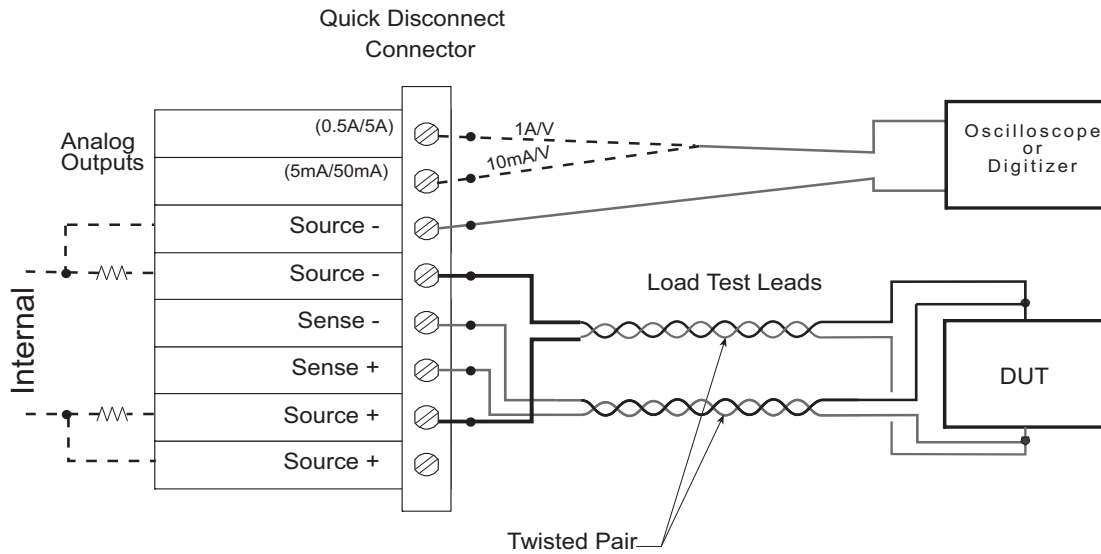 Quick Disconnect
Connector
Analog
Outputs
(0.5A/5A)
(5mA/50mA)
Source -
Source -
Sense -
Sense +
Source +
Source +
Internal
1A/V
10mA/V
Oscilloscope
or
Digitizer
Load Test Leads
DUT
Twisted Pair